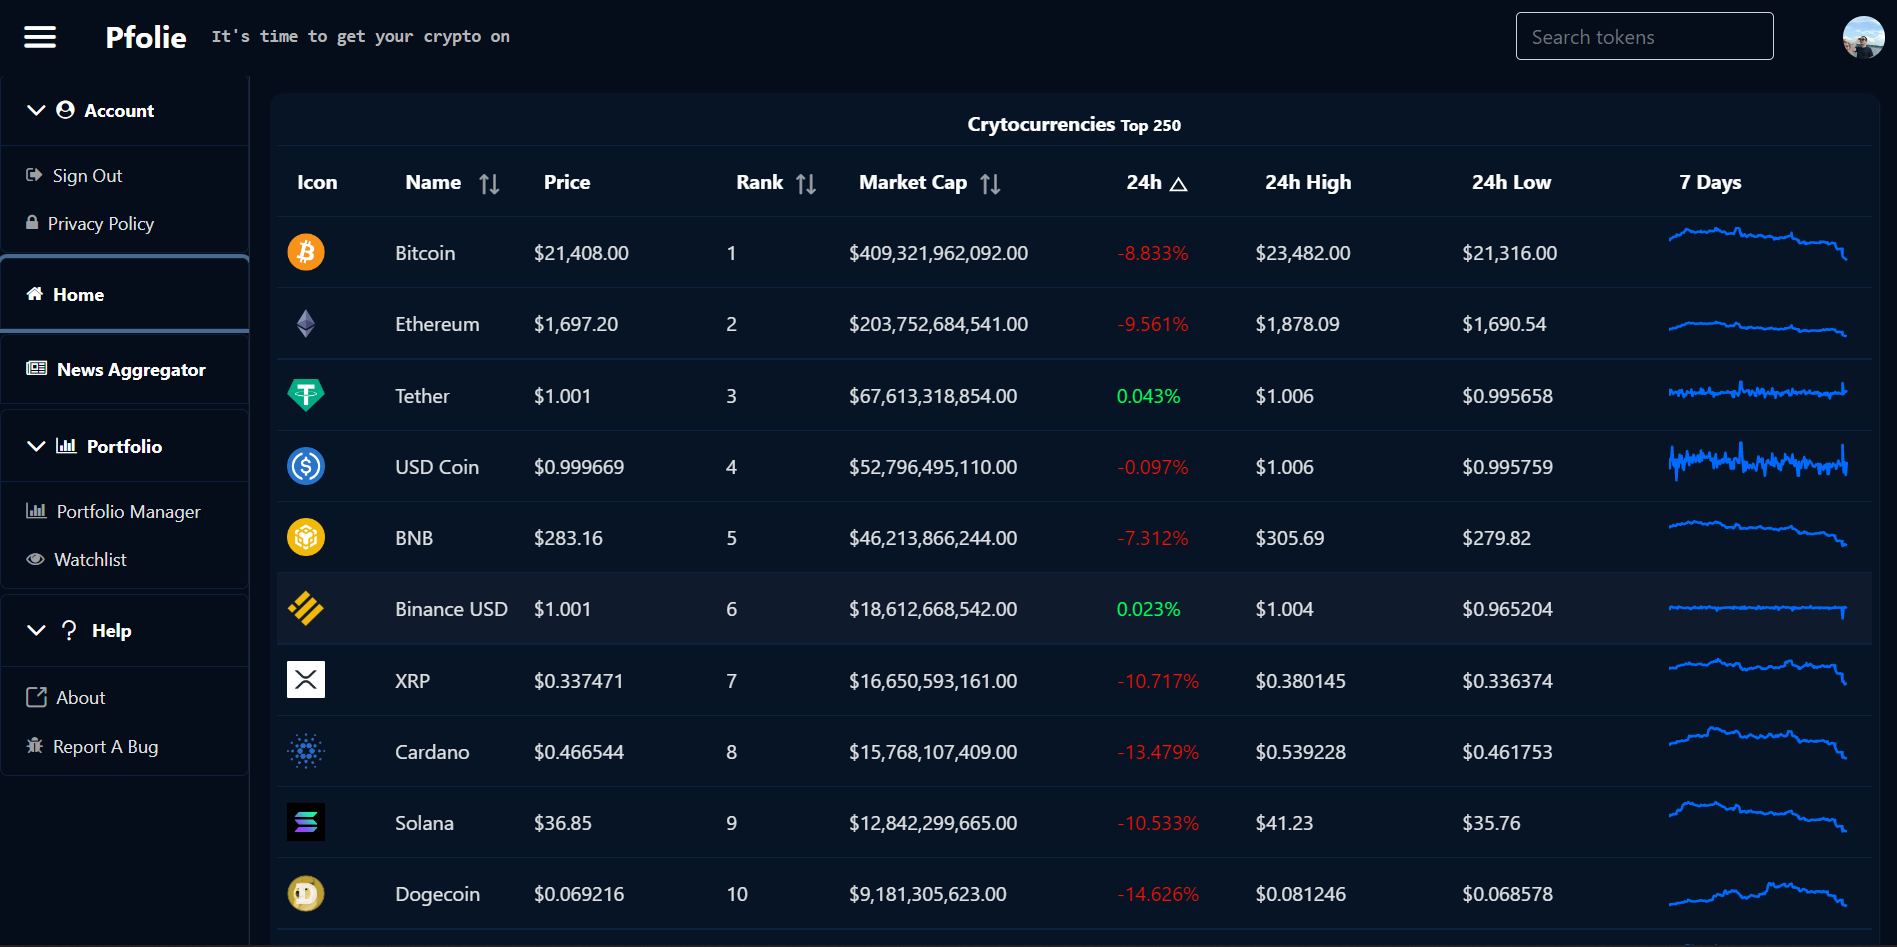 Pfolie It's time to get your crypto on
Search tokens
Account
Sign Out
Privacy Policy
Home
News Aggregator
Portfolio
Portfolio Manager
Watchlist
Help
About
Report A Bug
Crytocurrencies Top 250
Icon Name Price Rank Market Cap 24h 24h High 24h Low 7 Days
Bitcoin $21,408.00 1 $409,321,962,092.00 -8.833% $23,482.00 $21,316.00
Ethereum $1,697.20 2 $203,752,684,541.00 -9.561% $1,878.09 $1,690.54
Tether $1.001 3 $67,613,318,854.00 0.043% $1.006 $0.995658
USD Coin $0.999669 4 $52,796,495,110.00 -0.097% $1.006 $0.995759
BNB $283.16 5 $46,213,866,244.00 -7.312% $305.69 $279.82
Binance USD $1.001 6 $18,612,668,542.00 0.023% $1.004 $0.965204
XRP $0.337471 7 $16,650,593,161.00 -10.717% $0.380145 $0.336374
Cardano $0.466544 8 $15,768,107,409.00 -13.479% $0.539228 $0.461753
Solana $36.85 9 $12,842,299,665.00 -10.533% $41.23 $35.76
Dogecoin $0.069216 10 $9,181,305,623.00 -14.626% $0.081246 $0.068578